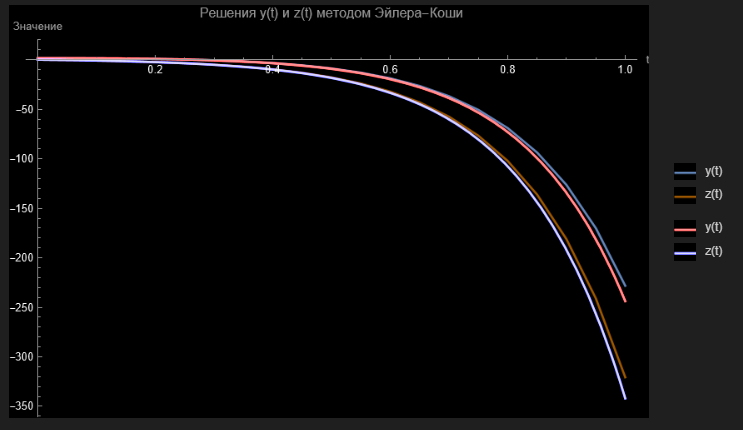 Решения y(t) и z(t) методом Эйлера–Коши
Значение
0.2 0.4 0.6 0.8 1.0 t
−50
−100
−150
−200
−250
−300
−350
y(t)
z(t)
y(t)
z(t)